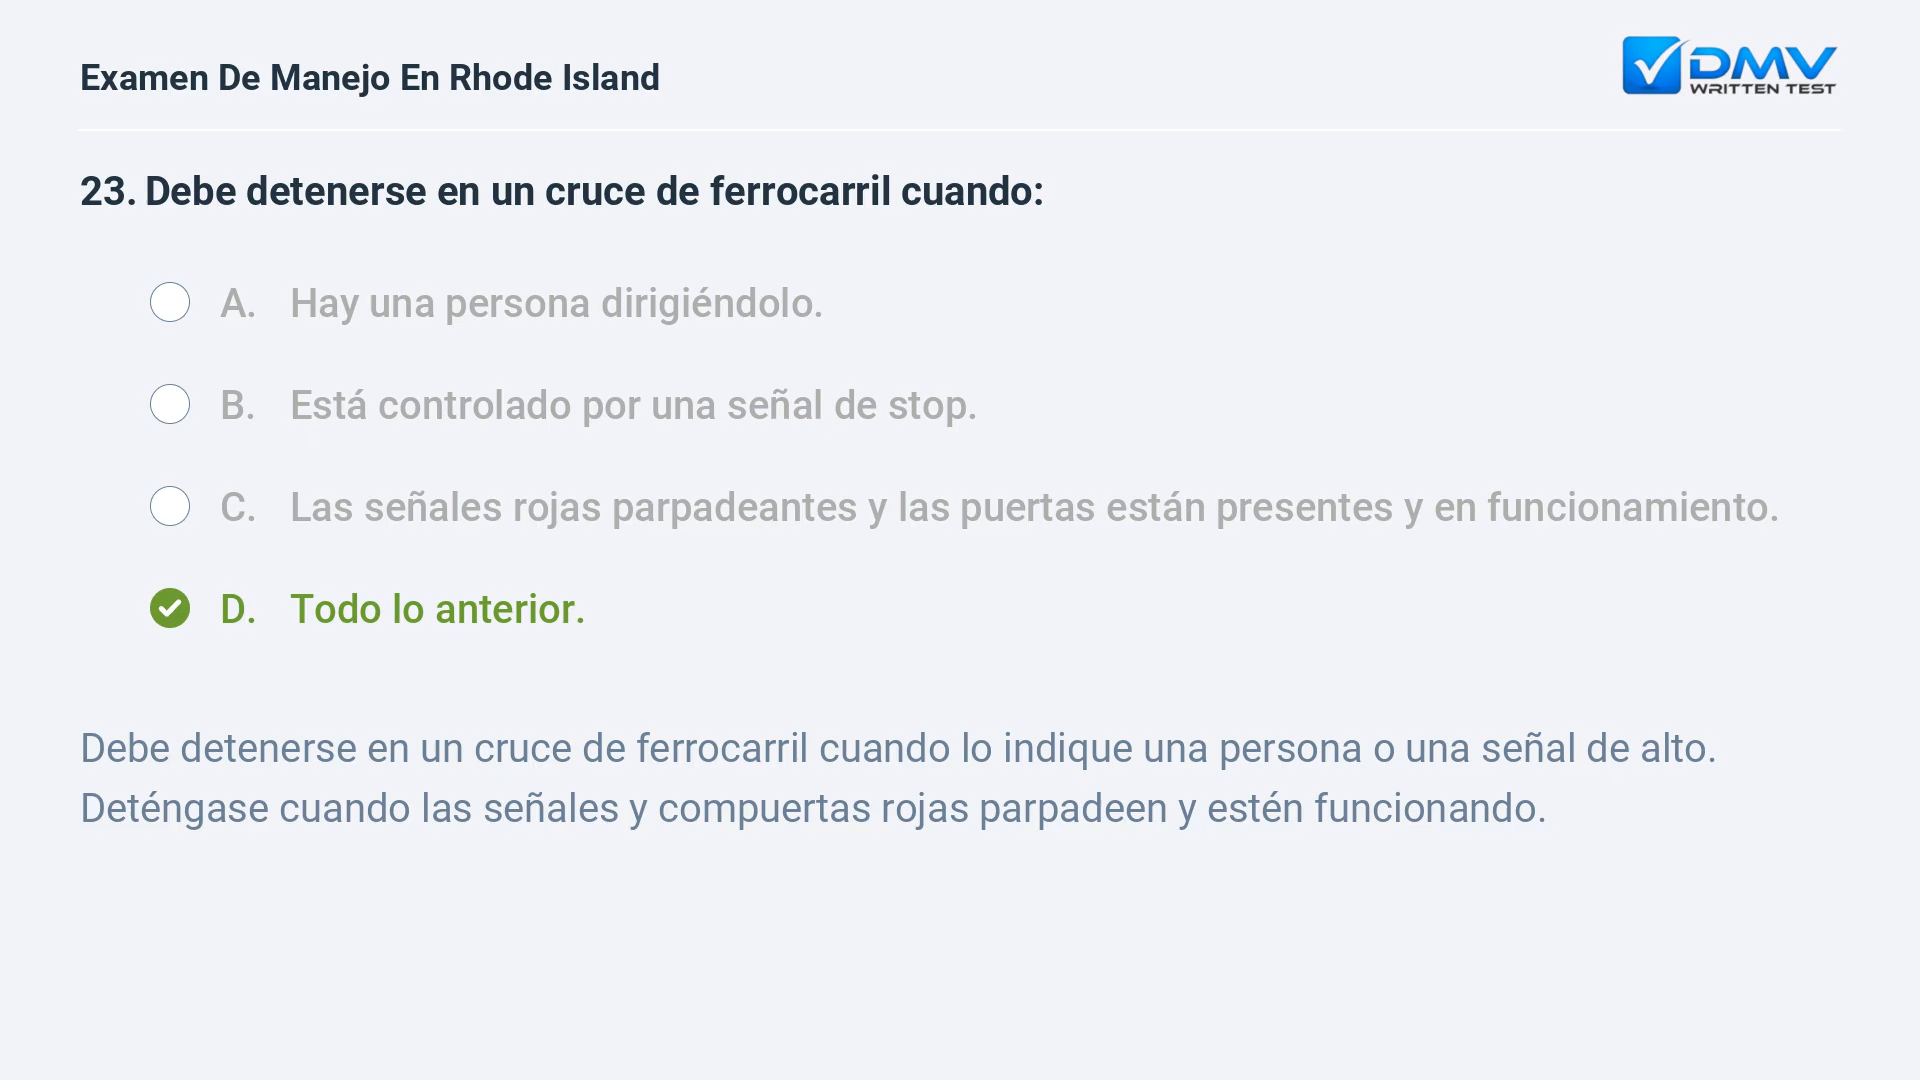 Examen De Manejo En Rhode Island
DMV
WRITTEN TEST
23. Debe detenerse en un cruce de ferrocarril cuando:
A. Hay una persona dirigiéndolo.
B. Está controlado por una señal de stop.
C. Las señales rojas parpadeantes y las puertas están presentes y en funcionamiento.
D. Todo lo anterior.
Debe detenerse en un cruce de ferrocarril cuando lo indique una persona o una señal de alto.
Deténgase cuando las señales y compuertas rojas parpadeen y estén funcionando.